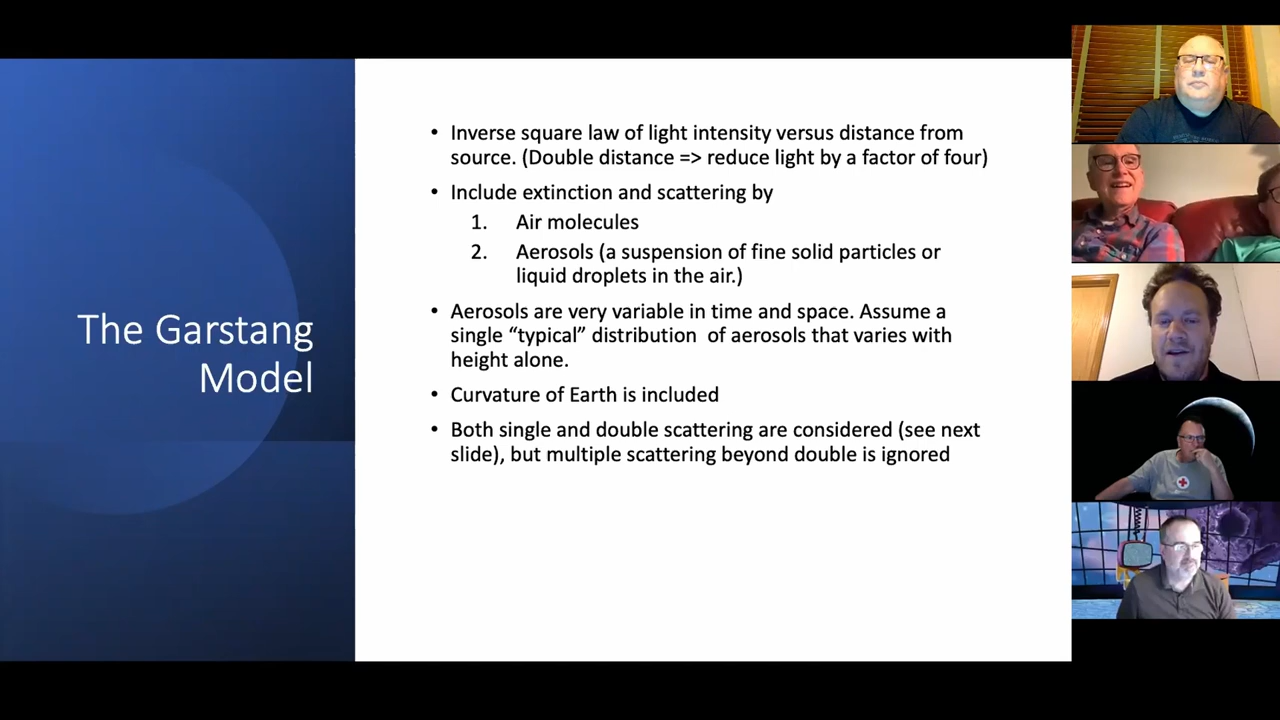 The Garstang
Model
• Inverse square law of light intensity versus distance from
source. (Double distance => reduce light by a factor of four)
• Include extinction and scattering by
1. Air molecules
2. Aerosols (a suspension of fine solid particles or
liquid droplets in the air.)
• Aerosols are very variable in time and space. Assume a
single “typical” distribution of aerosols that varies with
height alone.
• Curvature of Earth is included
• Both single and double scattering are considered (see next
slide), but multiple scattering beyond double is ignored